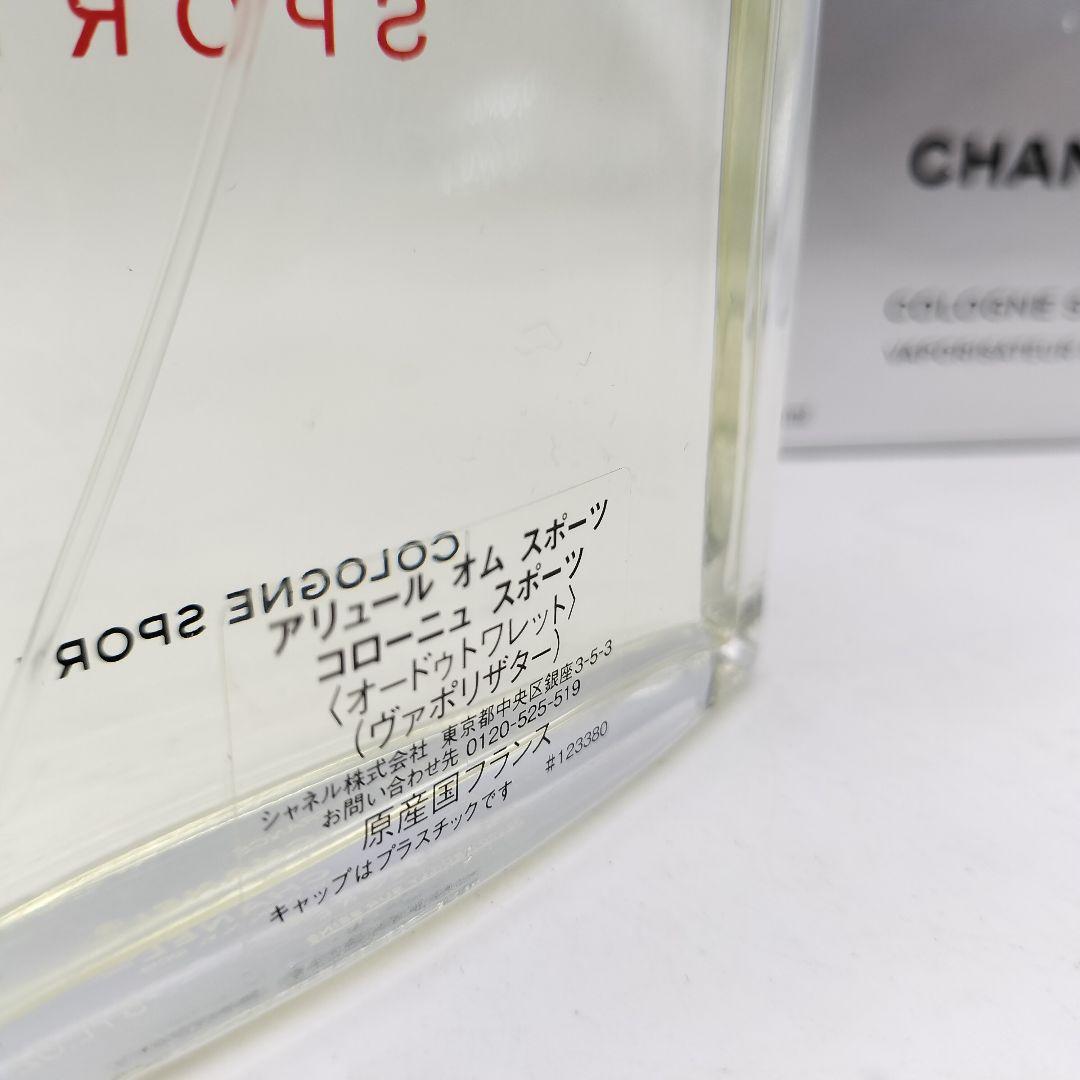 SPOR
CHAN
COLOGNE S
VAPORISATEUR
COLOGNE SPOR
アリュール オム スポーツ
コローニュ スポーツ
〈オードゥトワレット〉
(ヴァポリザター)
シャネル株式会社 東京都中央区銀座3-5-3
お問い合わせ先 0120-525-519
原産国フランス #123380
キャップはプラスチックです